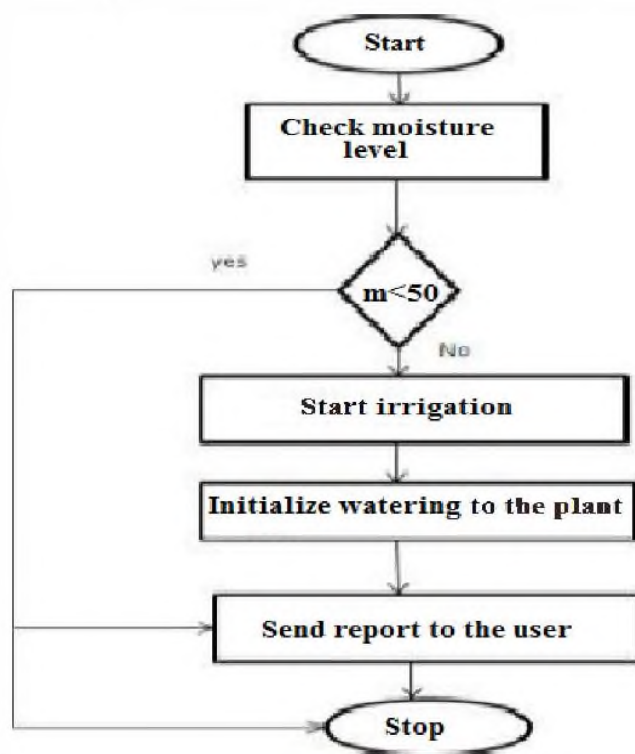 Start
Check moisture
level
yes
m<50
No
Start irrigation
Initialize watering to the plant
Send report to the user
Stop